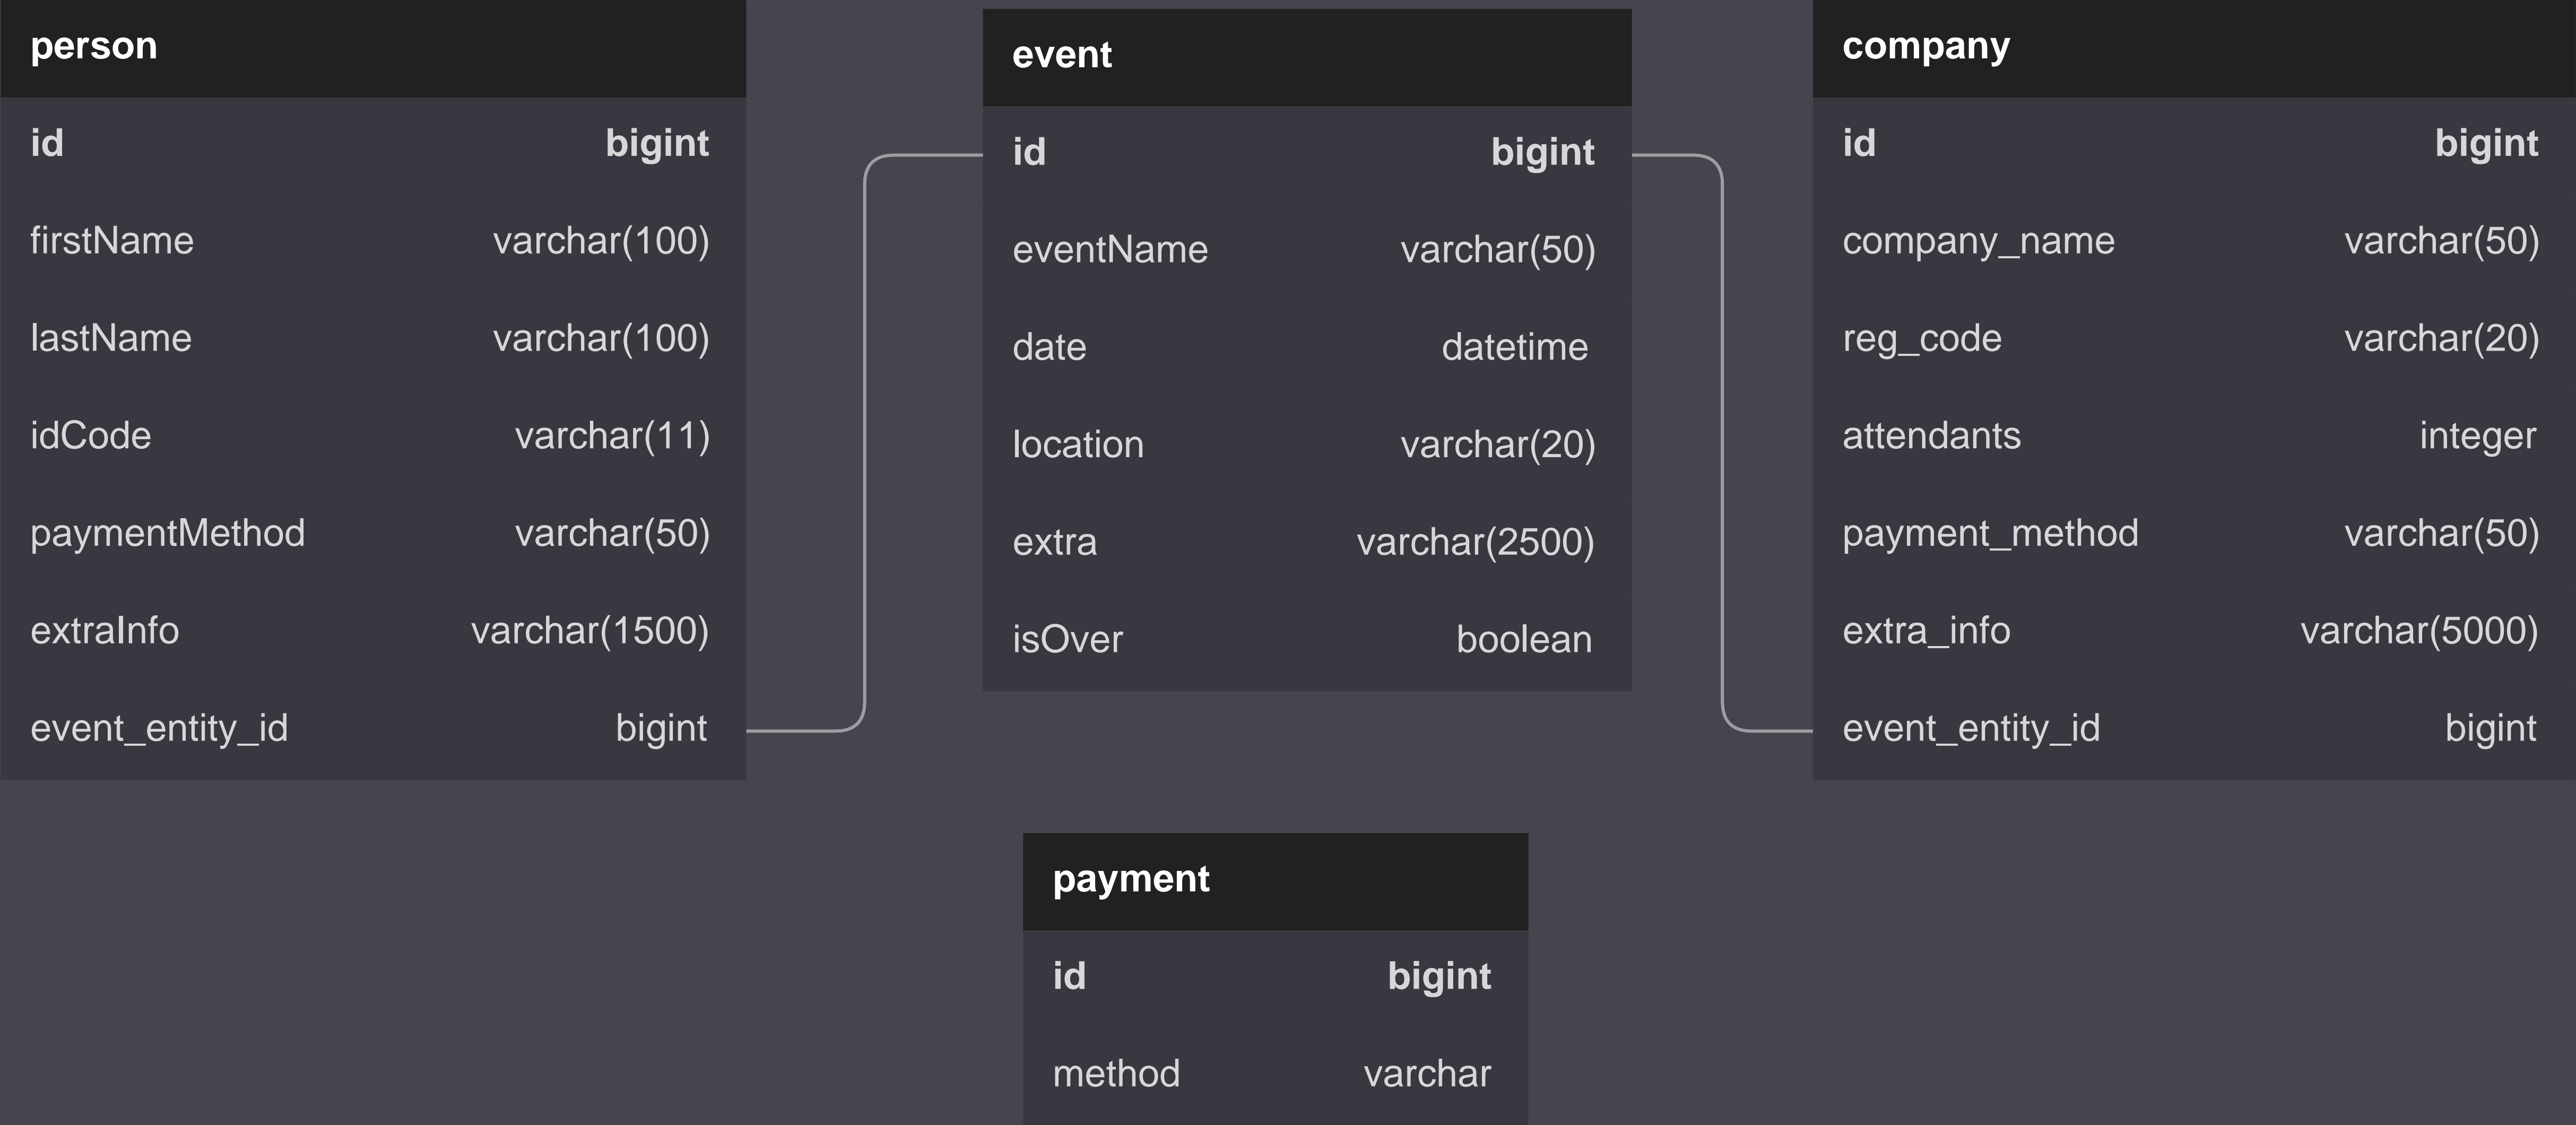 person
id bigint
firstName varchar(100)
lastName varchar(100)
idCode varchar(11)
paymentMethod varchar(50)
extraInfo varchar(1500)
event_entity_id bigint
event
id bigint
eventName varchar(50)
date datetime
location varchar(20)
extra varchar(2500)
isOver boolean
company
id bigint
company_name varchar(50)
reg_code varchar(20)
attendants integer
payment_method varchar(50)
extra_info varchar(5000)
event_entity_id bigint
payment
id bigint
method varchar